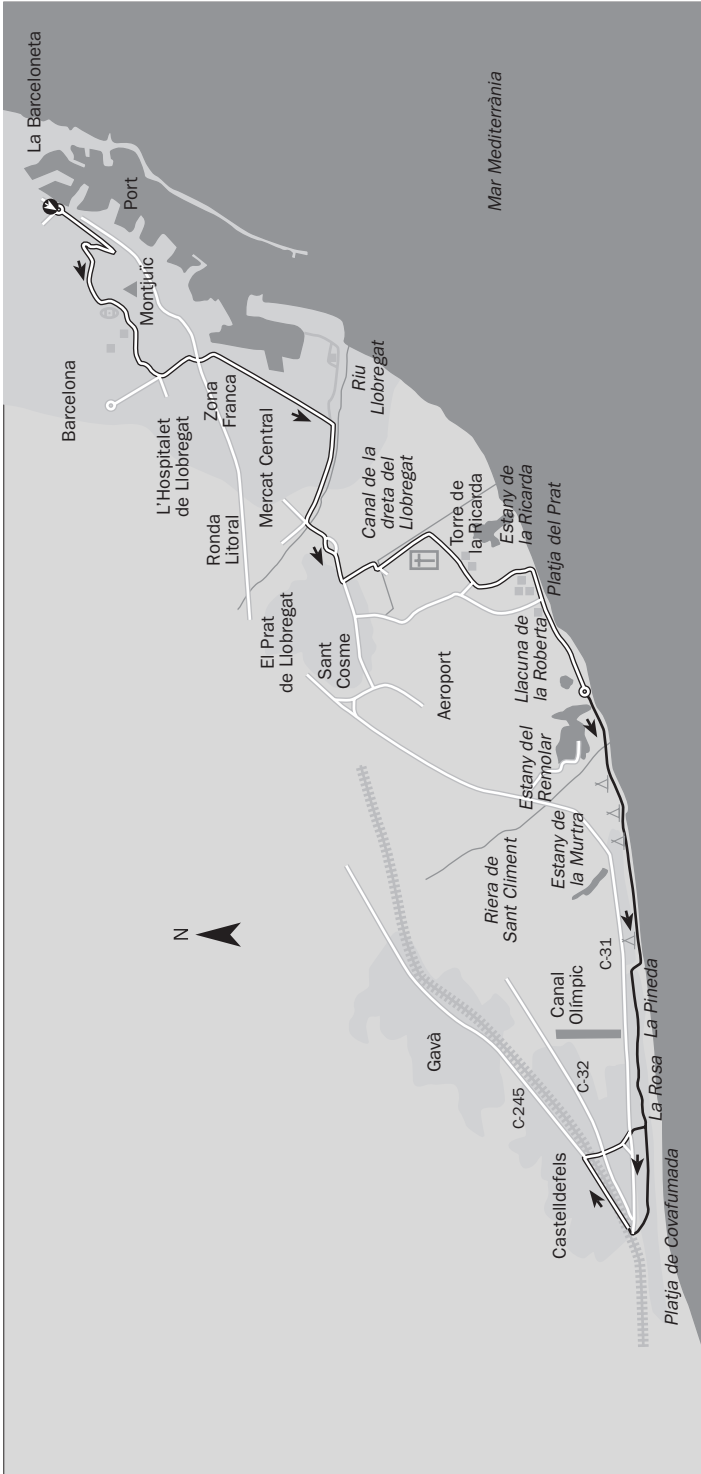 La Barceloneta
Port
Mar Mediterrània
Montjuïc
Barcelona
L'Hospitalet
de Llobregat
Zona
Franca
Ronda
Litoral
Mercat Central
Riu
Llobregat
Canal de la
dreta del
Llobregat
El Prat
de Llobregat
Sant
Cosme
Torre de
la Ricarda
Estany de
la Ricarda
Platja del Prat
Aeroport
Llacuna de
la Roberta
Estany del
Remolar
Estany de
la Murtra
Riera de
Sant Climent
N
C-31
Canal
Olímpic
La Pineda
Gavà
C-32
C-245
La Rosa
Castelldefels
Platja de Covafumada